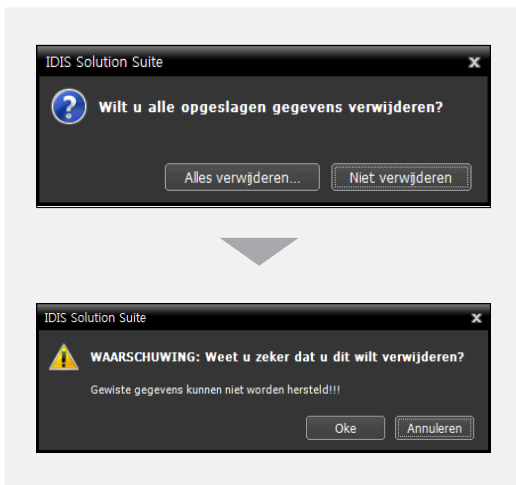 IDIS Solution Suite
Wilt u alle opgeslagen gegevens verwijderen?
Alles verwijderen... Niet verwijderen
IDIS Solution Suite
WAARSCHUWING: Weet u zeker dat u dit wilt verwijderen?
Gewiste gegevens kunnen niet worden hersteld!!!
Oke Annuleren